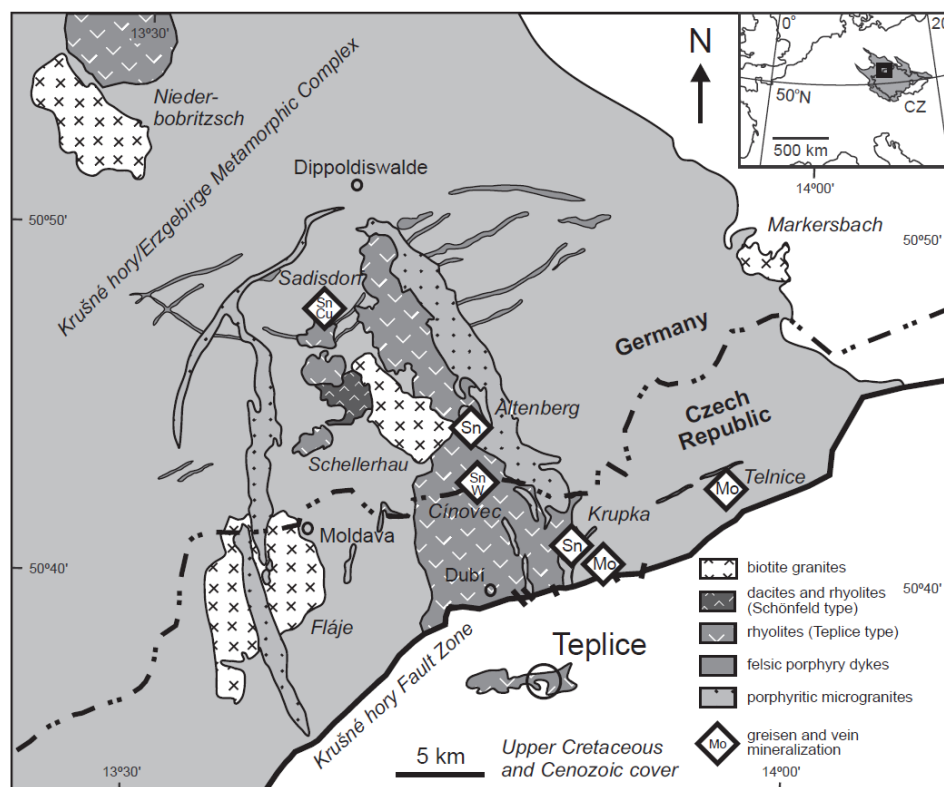 13°30'
0°
20
N
50°N
CZ
500 km
14°00'
Nieder-
bobritzsch
Krušné hory/Erzgebirge Metamorphic Complex
Dippoldiswalde
50°50'
Markersbach
50°50'
Sadisdorf
Sn
Cu
Germany
Czech
Republic
Altenberg
Sn
Schellerhau
Sn
W
Cínovec
Telnice
Mo
Krupka
Moldava
Sn
Mo
50°40'
Dubí
50°40'
Fláje
Teplice
Krušné hory Fault Zone
biotite granites
dacites and rhyolites
(Schönfeld type)
rhyolites (Teplice type)
felsic porphyry dykes
porphyritic microgranites
Mo
greisen and vein
mineralization
5 km
Upper Cretaceous
and Cenozoic cover
13°30'
14°00'